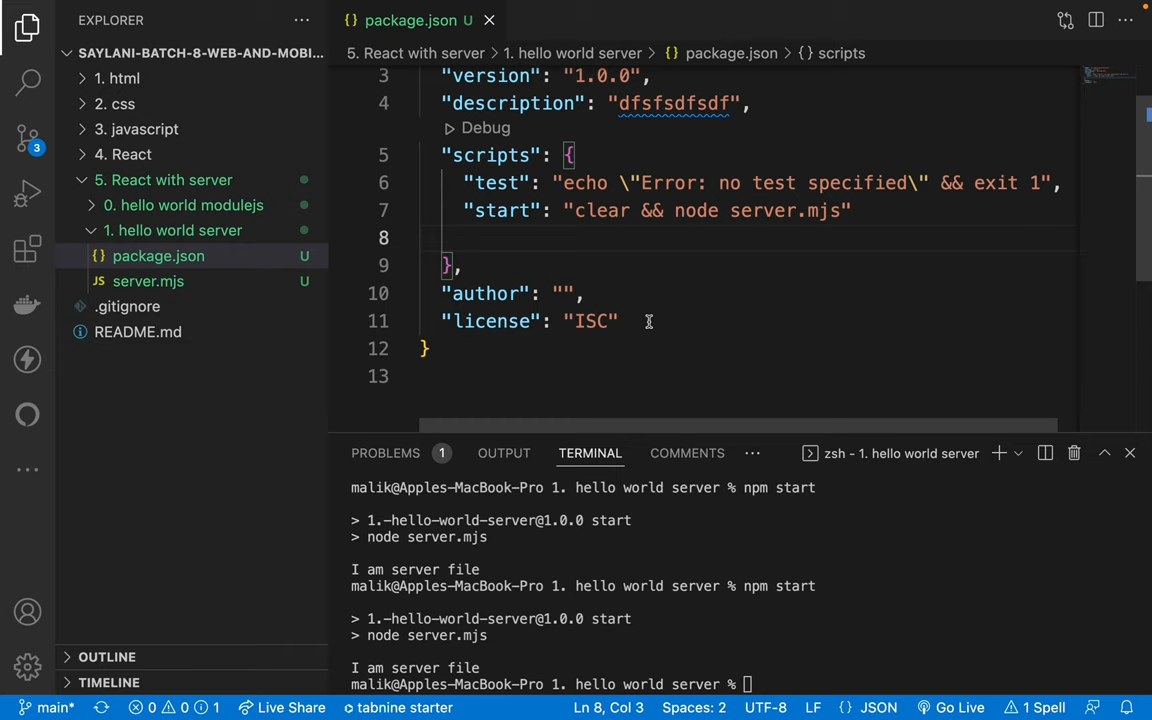 EXPLORER
SAYLANI-BATCH-8-WEB-AND-MOBI...
1. html
2. css
3. javascript
4. React
5. React with server
0. hello world modulejs
1. hello world server
{} package.json U
JS server.mjs U
.gitignore
README.md
OUTLINE
TIMELINE
{} package.json U
5. React with server > 1. hello world server > {} package.json > {} scripts
3 "version": "1.0.0",
4 "description": "dfsfsdfsdf",
Debug
5 "scripts": {
6 "test": "echo \"Error: no test specified\" && exit 1",
7 "start": "clear && node server.mjs"
8
9 },
10 "author": "",
11 "license": "ISC"
12 }
13
PROBLEMS 1 OUTPUT TERMINAL COMMENTS ... zsh - 1. hello world server
malik@Apples-MacBook-Pro 1. hello world server % npm start
> 1.-hello-world-server@1.0.0 start
> node server.mjs
I am server file
malik@Apples-MacBook-Pro 1. hello world server % npm start
> 1.-hello-world-server@1.0.0 start
> node server.mjs
I am server file
malik@Apples-MacBook-Pro 1. hello world server %
3
main* 0 0 1 Live Share tabnine starter Ln 8, Col 3 Spaces: 2 UTF-8 LF {} JSON Go Live 1 Spell